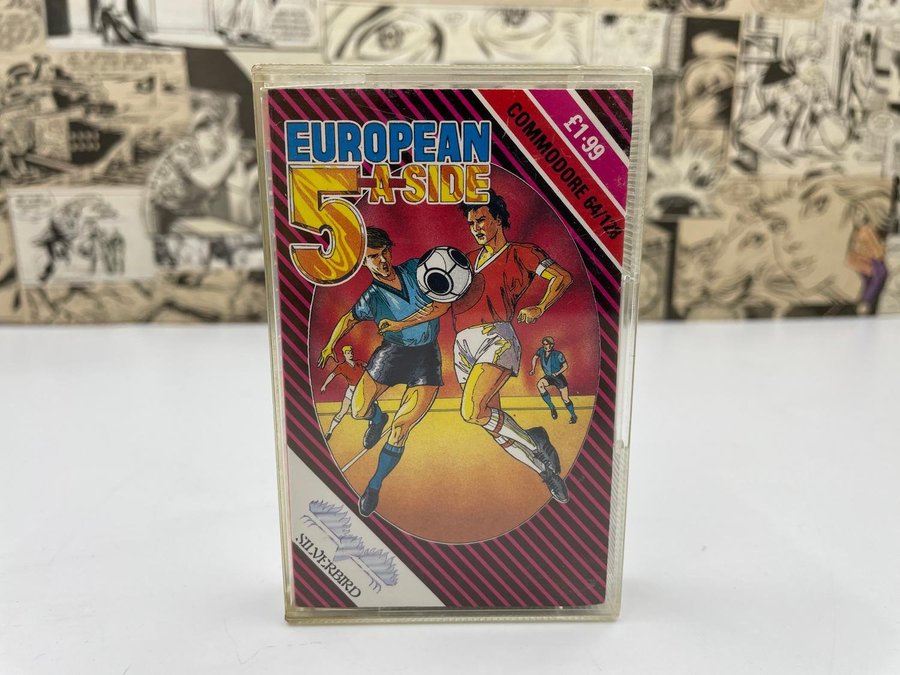 EUROPEAN
5-A-SIDE
£1·99
COMMODORE 64/128
SILVERBIRD